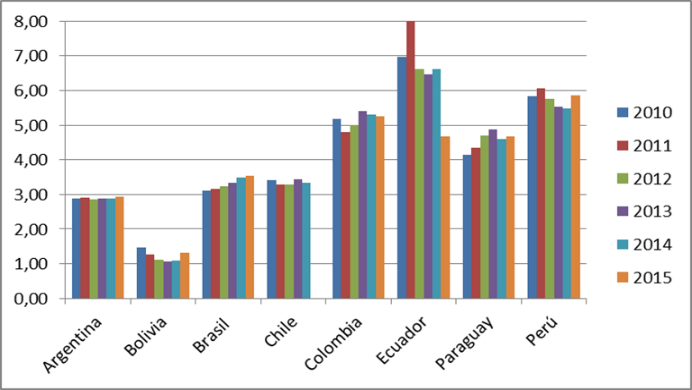 8,00
7,00
6,00
5,00
4,00
3,00
2,00
1,00
0,00
Argentina
Bolivia
Brasil
Chile
Colombia
Ecuador
Paraguay
Perú
2010
2011
2012
2013
2014
2015